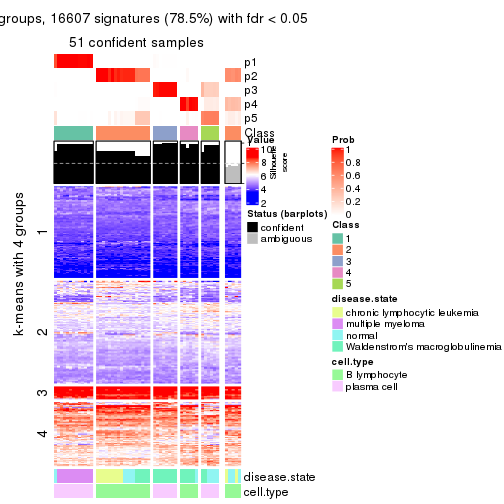 groups, 16607 signatures (78.5%) with fdr < 0.05
51 confident samples
p1
p2
p3
p4
p5
Class
Silhouette
score
k-means with 4 groups
1
2
3
4
disease.state
cell.type
Value
10
8
6
4
2
Status (barplots)
confident
ambiguous
Prob
1
0.8
0.6
0.4
0.2
0
Class
1
2
3
4
5
disease.state
chronic lymphocytic leukemia
multiple myeloma
normal
Waldenstrom's macroglobulinemia
cell.type
B lymphocyte
plasma cell